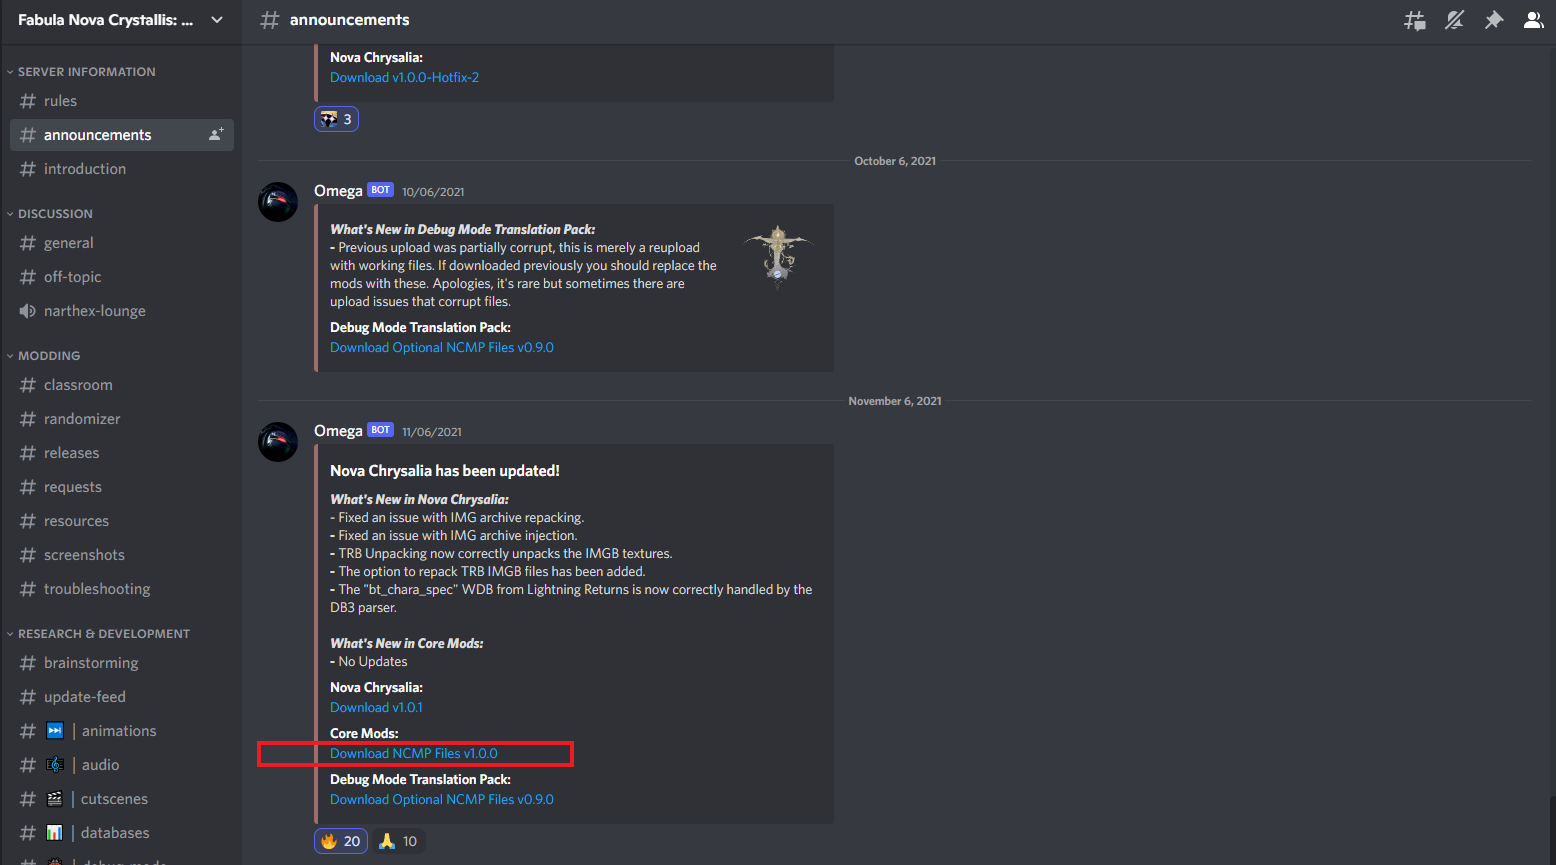 Fabula Nova Crystallis: ...
SERVER INFORMATION
rules
announcements
introduction
DISCUSSION
general
off-topic
narthex-lounge
MODDING
classroom
randomizer
releases
requests
resources
screenshots
troubleshooting
RESEARCH & DEVELOPMENT
brainstorming
update-feed
| animations
| audio
| cutscenes
| databases
debug-mode
announcements
Nova Chrysalia:
Download v1.0.0-Hotfix-2
3
October 6, 2021
Omega BOT 10/06/2021
What's New in Debug Mode Translation Pack:
- Previous upload was partially corrupt, this is merely a reupload
with working files. If downloaded previously you should replace the
mods with these. Apologies, it's rare but sometimes there are
upload issues that corrupt files.
Debug Mode Translation Pack:
Download Optional NCMP Files v0.9.0
November 6, 2021
Omega BOT 11/06/2021
Nova Chrysalia has been updated!
What's New in Nova Chrysalia:
- Fixed an issue with IMG archive repacking.
- Fixed an issue with IMG archive injection.
- TRB Unpacking now correctly unpacks the IMGB textures.
- The option to repack TRB IMGB files has been added.
- The "bt_chara_spec" WDB from Lightning Returns is now correctly handled by the
DB3 parser.
What's New in Core Mods:
- No Updates
Nova Chrysalia:
Download v1.0.1
Core Mods:
Download NCMP Files v1.0.0
Debug Mode Translation Pack:
Download Optional NCMP Files v0.9.0
20 10